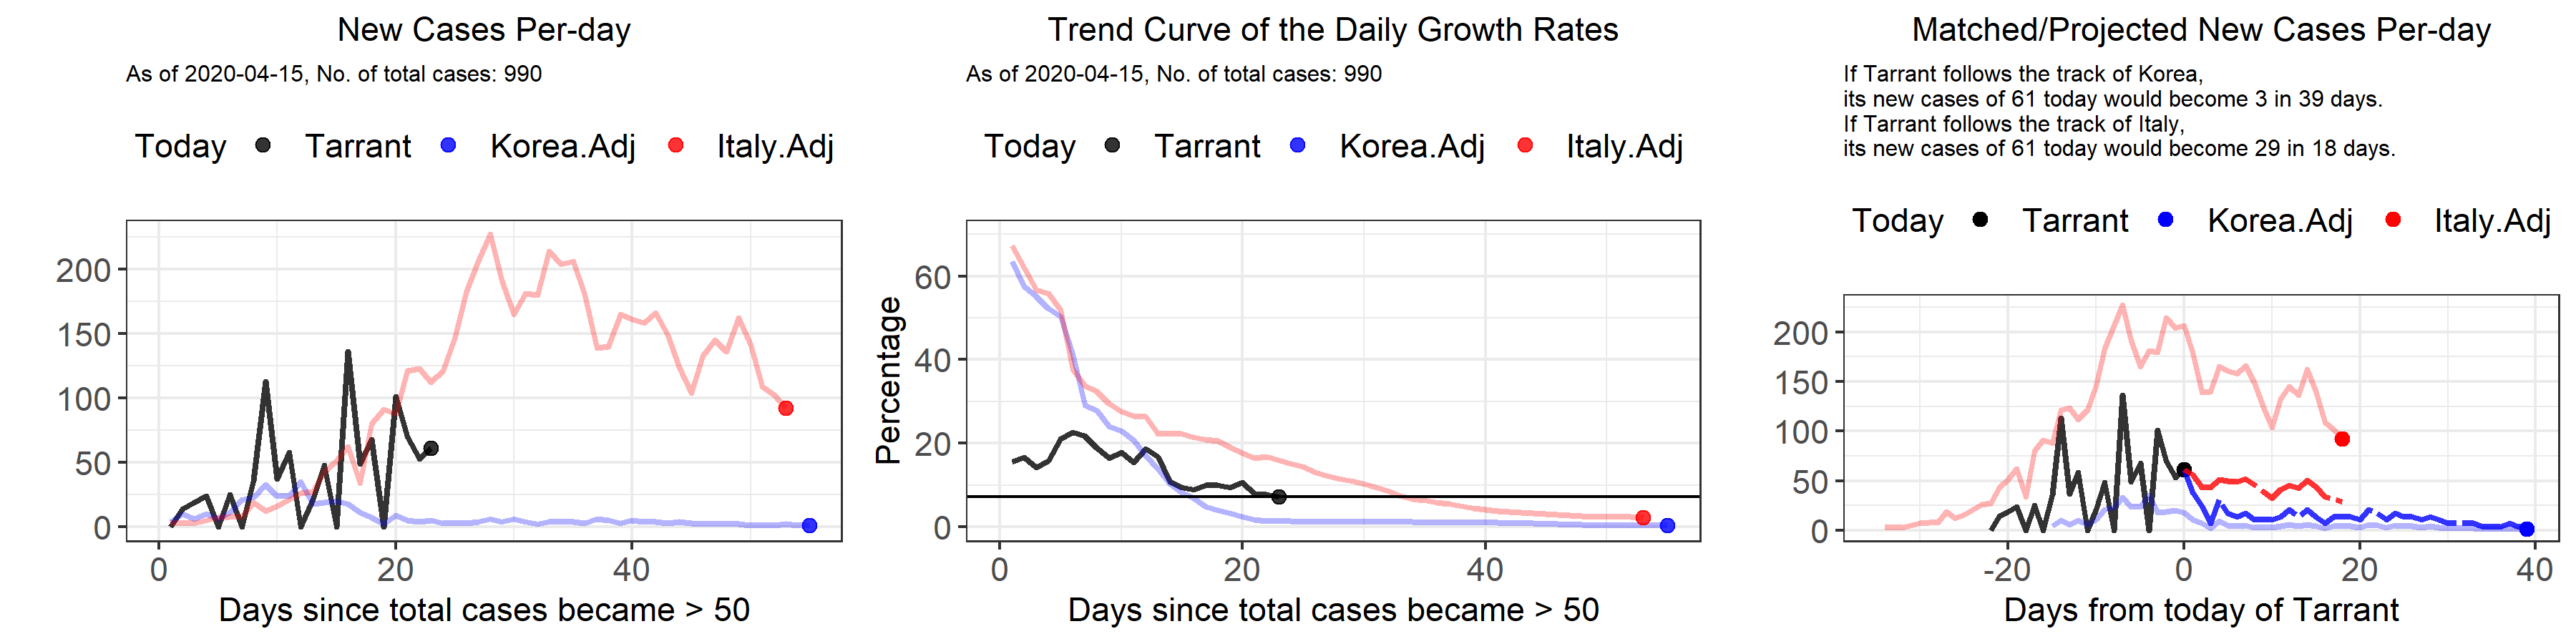 New Cases Per-day
As of 2020-04-15, No. of total cases: 990
Today Tarrant Korea.Adj Italy.Adj
200
150
100
50
0
0 20 40
Days since total cases became > 50
Trend Curve of the Daily Growth Rates
As of 2020-04-15, No. of total cases: 990
Today Tarrant Korea.Adj Italy.Adj
Percentage
60
40
20
0
0 20 40
Days since total cases became > 50
Matched/Projected New Cases Per-day
If Tarrant follows the track of Korea,
its new cases of 61 today would become 3 in 39 days.
If Tarrant follows the track of Italy,
its new cases of 61 today would become 29 in 18 days.
Today Tarrant Korea.Adj Italy.Adj
200
150
100
50
0
-20 0 20 40
Days from today of Tarrant